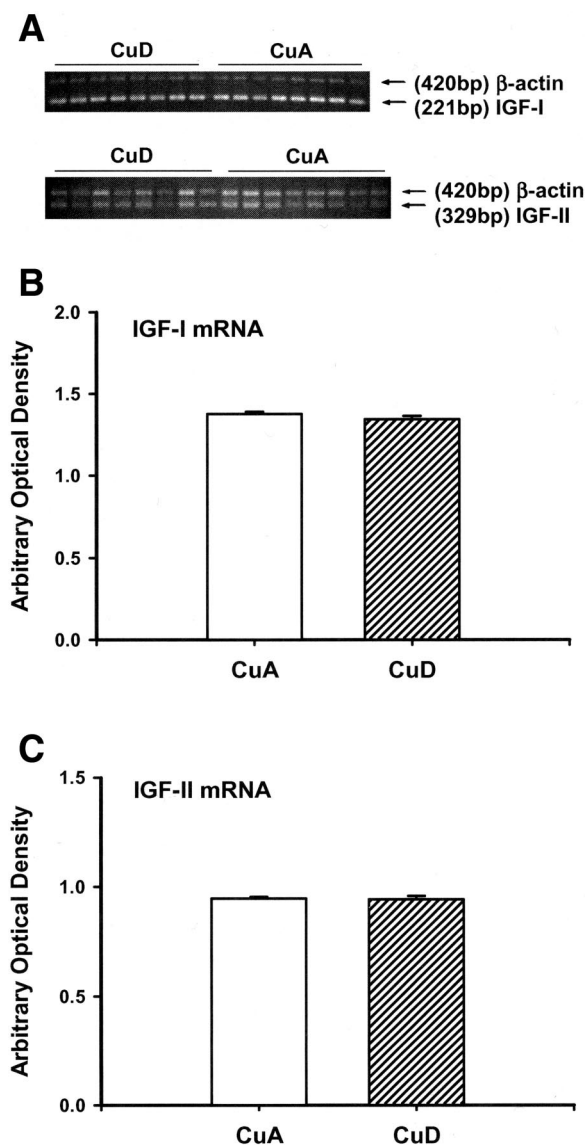 A
CuD CuA
(420bp) β-actin
(221bp) IGF-I
CuD CuA
(420bp) β-actin
(329bp) IGF-II
B
IGF-I mRNA
Arbitrary Optical Density
2.0
1.5
1.0
0.5
0.0
CuA CuD
C
IGF-II mRNA
Arbitrary Optical Density
1.5
1.0
0.5
0.0
CuA CuD